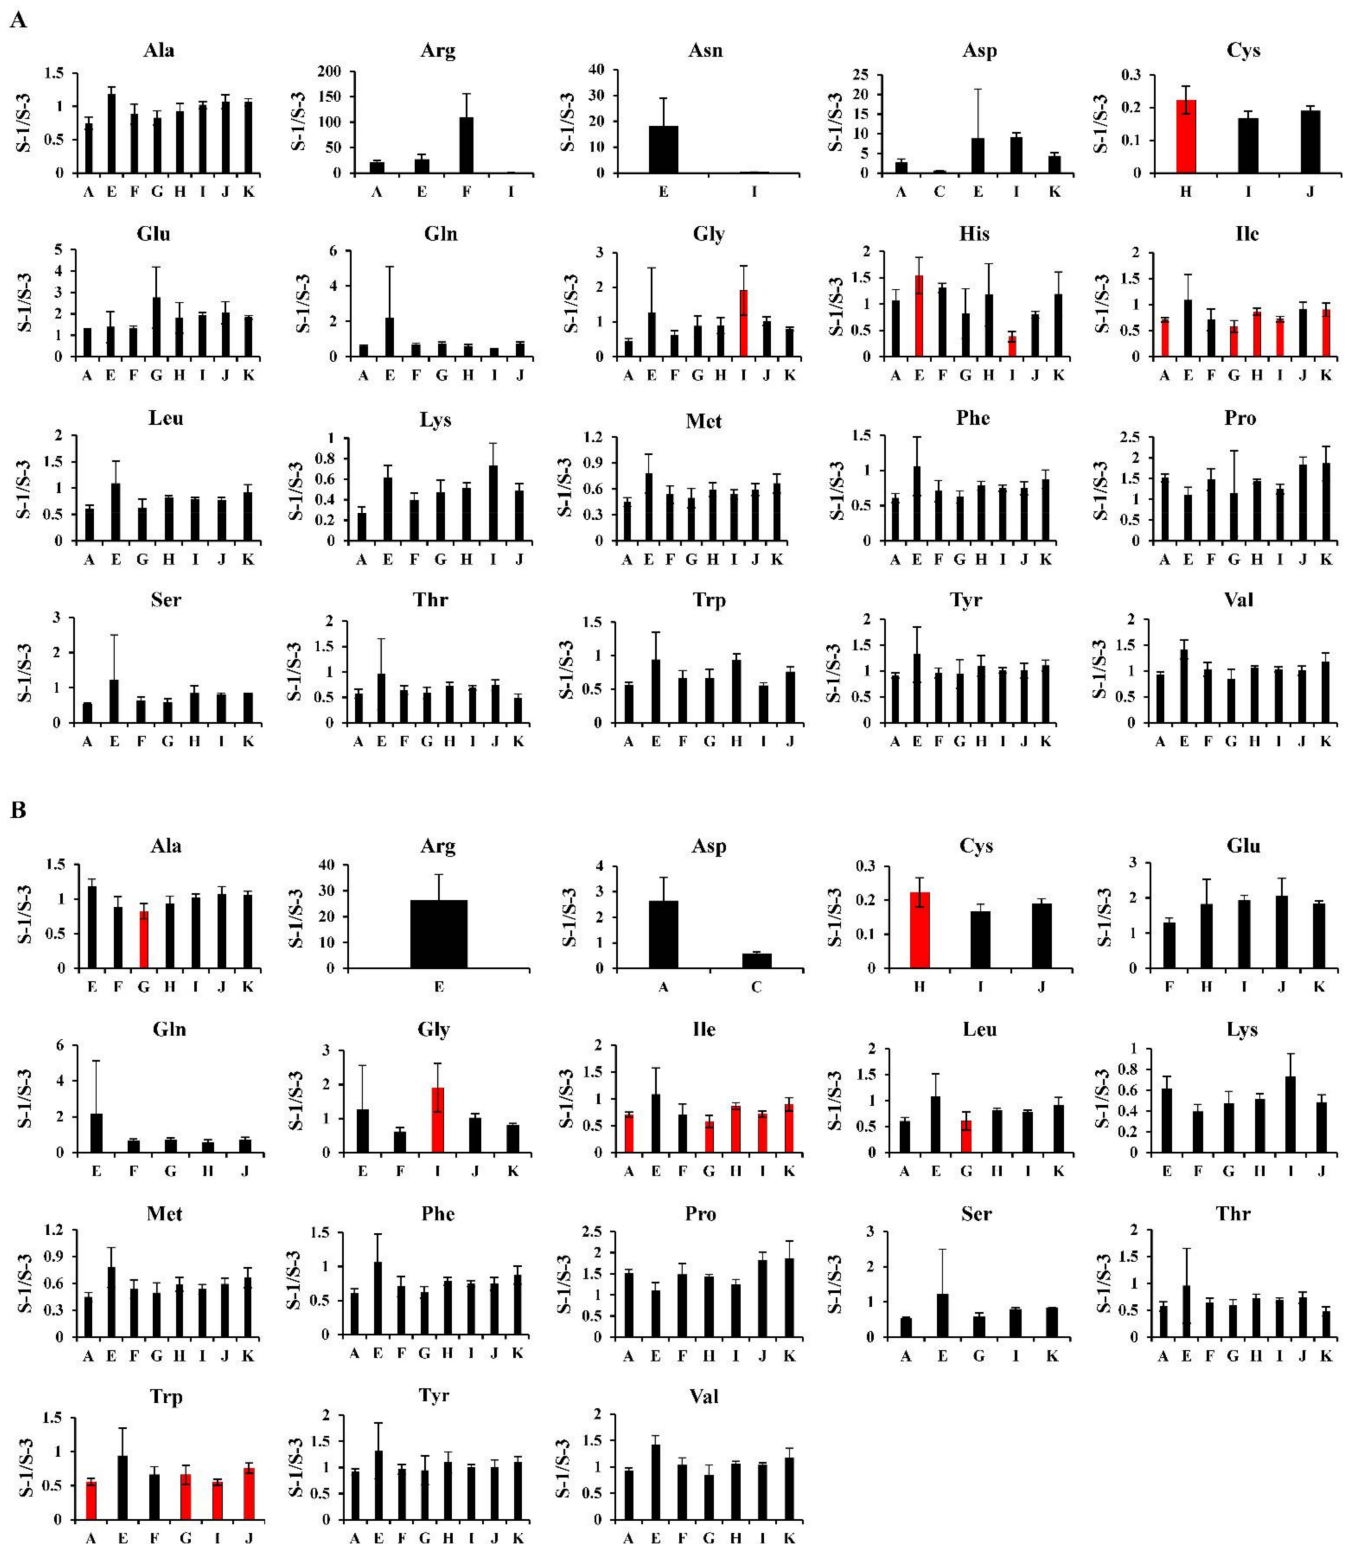 A
Ala
S-1/S-3
1.5
1
0.5
0
A E F G H I J K
Arg
S-1/S-3
200
150
100
50
0
A E F I
Asn
S-1/S-3
40
30
20
10
0
E I
Asp
S-1/S-3
25
20
15
10
5
0
A C E I K
Cys
S-1/S-3
0.3
0.2
0.1
0
H I J
Glu
S-1/S-3
5
4
3
2
1
0
A E F G H I J K
Gln
S-1/S-3
6
4
2
0
A E F G H I J
Gly
S-1/S-3
3
2
1
0
A E F G H I J K
His
S-1/S-3
2
1.5
1
0.5
0
A E F G H I J K
Ile
S-1/S-3
2
1.5
1
0.5
0
A E F G H I J K
Leu
S-1/S-3
2
1.5
1
0.5
0
A E G H I J K
Lys
S-1/S-3
1
0.8
0.6
0.4
0.2
0
A E F G H I J
Met
S-1/S-3
1.2
0.9
0.6
0.3
0
A E F G H I J K
Phe
S-1/S-3
1.5
1
0.5
0
A E F G H I J K
Pro
S-1/S-3
2.5
2
1.5
1
0.5
0
A E F G H I J K
Ser
S-1/S-3
3
2
1
0
A E F G H I K
Thr
S-1/S-3
2
1.5
1
0.5
0
A E F G H I J K
Trp
S-1/S-3
1.5
1
0.5
0
A E F G H I J
Tyr
S-1/S-3
2
1.5
1
0.5
0
A E F G H I J K
Val
S-1/S-3
2
1.5
1
0.5
0
A E F G H I J K
B
Ala
S-1/S-3
1.5
1
0.5
0
E F G H I J K
Arg
S-1/S-3
40
30
20
10
0
E
Asp
S-1/S-3
4
3
2
1
0
A C
Cys
S-1/S-3
0.3
0.2
0.1
0
H I J
Glu
S-1/S-3
3
2
1
0
F H I J K
Gln
S-1/S-3
6
4
2
0
E F G H J
Gly
S-1/S-3
3
2
1
0
E F I J K
Ile
S-1/S-3
2
1.5
1
0.5
0
A E F G H I K
Leu
S-1/S-3
2
1.5
1
0.5
0
A E G H I K
Lys
S-1/S-3
1
0.8
0.6
0.4
0.2
0
E F G H I J
Met
S-1/S-3
1.2
0.9
0.6
0.3
0
A E F G H I J K
Phe
S-1/S-3
1.5
1
0.5
0
A E F G H I J K
Pro
S-1/S-3
2.5
2
1.5
1
0.5
0
A E F H I J K
Ser
S-1/S-3
3
2
1
0
A E G I K
Thr
S-1/S-3
2
1.5
1
0.5
0
A E F G H I J K
Trp
S-1/S-3
1.5
1
0.5
0
A E F G I J
Tyr
S-1/S-3
2
1.5
1
0.5
0
A E F G H I J K
Val
S-1/S-3
2
1.5
1
0.5
0
A E F G H I J K